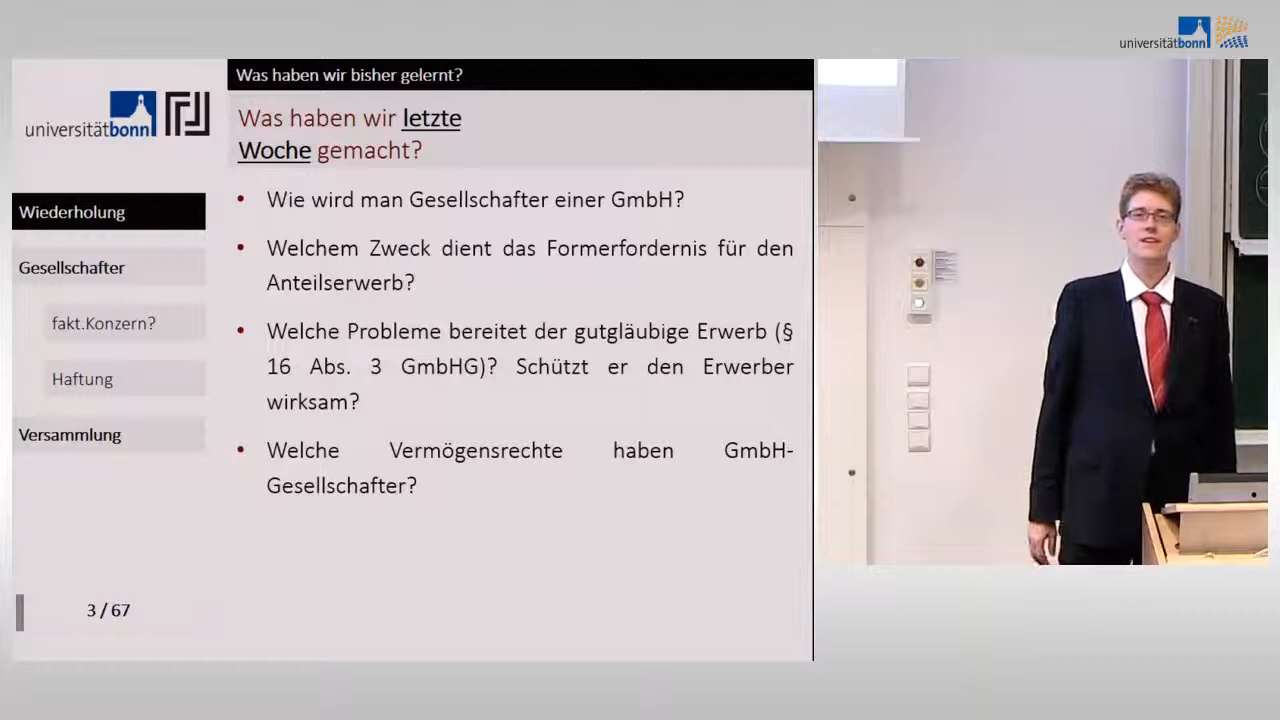 universitätbonn
Was haben wir bisher gelernt?
universitätbonn
Was haben wir letzte
Woche gemacht?
Wiederholung
Gesellschafter
fakt.Konzern?
Haftung
Versammlung
• Wie wird man Gesellschafter einer GmbH?
• Welchem Zweck dient das Formerfordernis für den
Anteilserwerb?
• Welche Probleme bereitet der gutgläubige Erwerb (§
16 Abs. 3 GmbHG)? Schützt er den Erwerber
wirksam?
• Welche Vermögensrechte haben GmbH-
Gesellschafter?
3 / 67